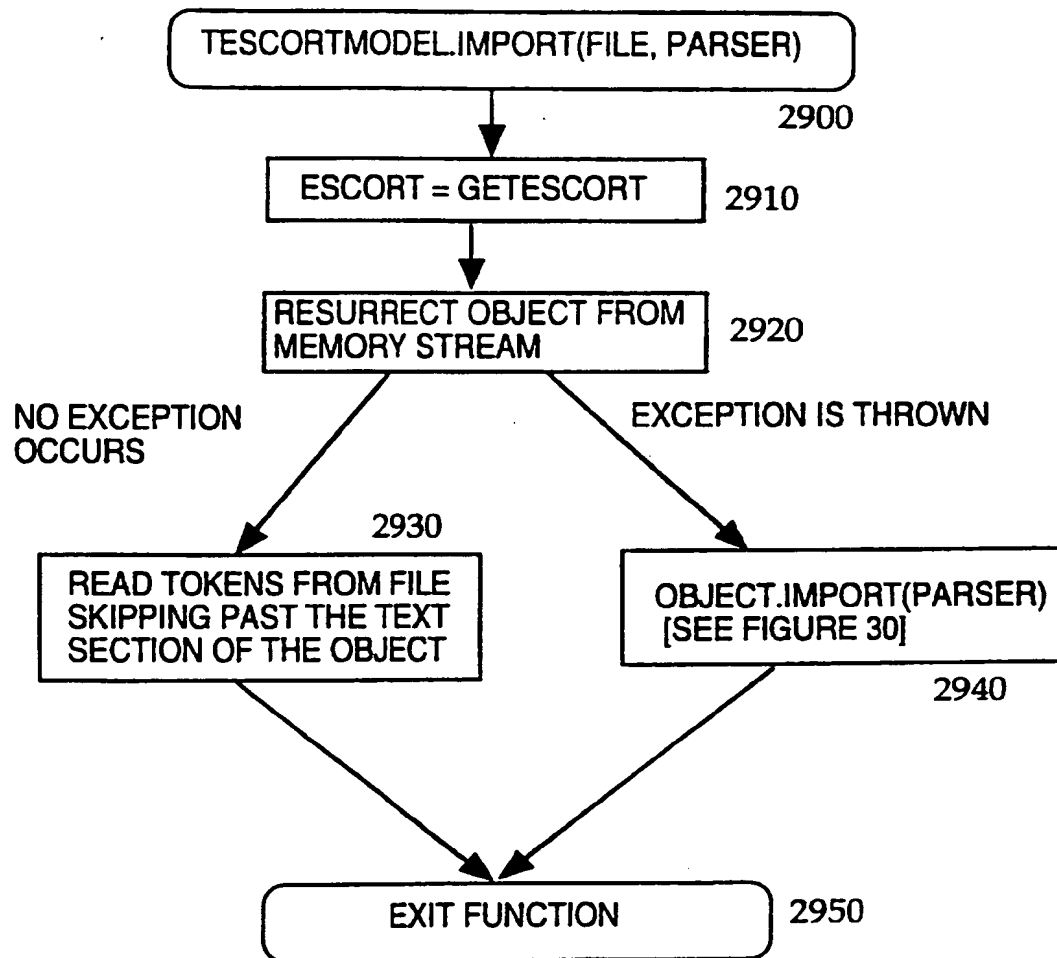 TESCORTMODEL.IMPORT(FILE, PARSER)
2900
ESCORT = GETESCORT
2910
RESURRECT OBJECT FROM
MEMORY STREAM
2920
NO EXCEPTION
OCCURS
EXCEPTION IS THROWN
2930
READ TOKENS FROM FILE
SKIPPING PAST THE TEXT
SECTION OF THE OBJECT
OBJECT.IMPORT(PARSER)
[SEE FIGURE 30]
2940
EXIT FUNCTION
2950